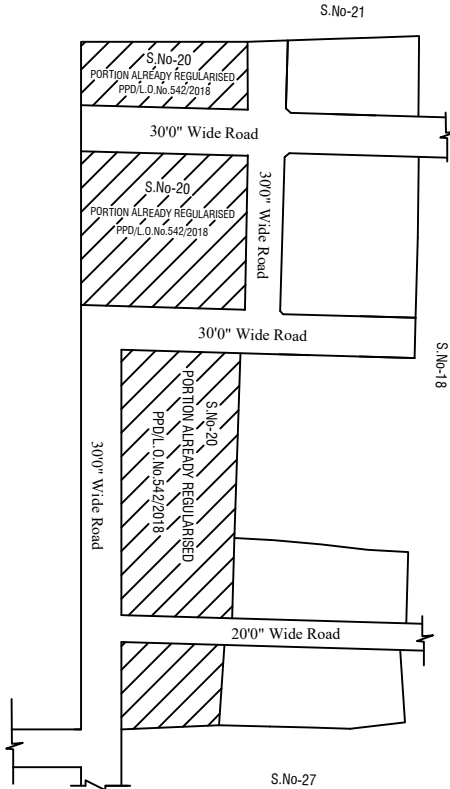 S.No-21
S.No-20
PORTION ALREADY REGULARISED
PPD/L.O.No.542/2018
30'0" Wide Road
S.No-20
PORTION ALREADY REGULARISED
PPD/L.O.No.542/2018
30'0" Wide Road
30'0" Wide Road
S.No-18
S.No-20
PORTION ALREADY REGULARISED
PPD/L.O.No.542/2018
30'0" Wide Road
20'0" Wide Road
S.No-27